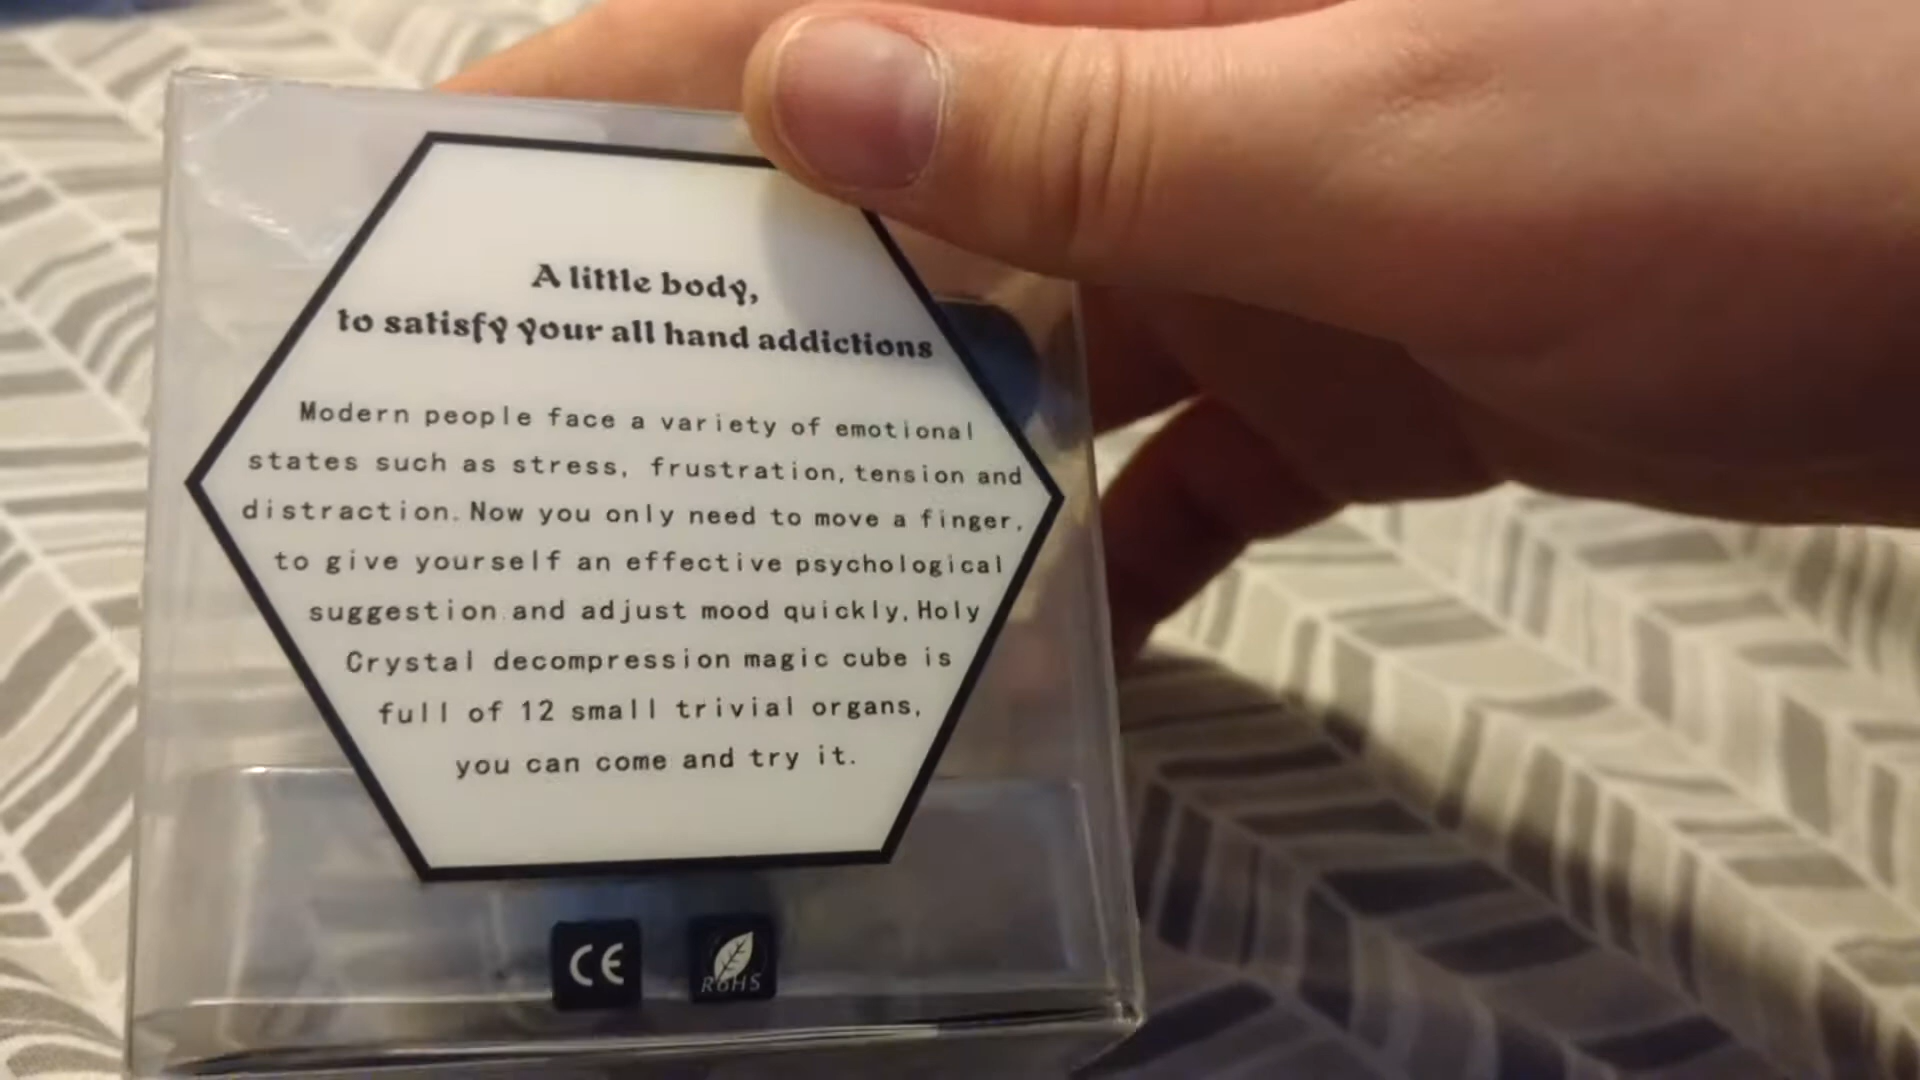 A little body,
to satisfy your all hand addictions
Modern people face a variety of emotional
states such as stress, frustration, tension and
distraction. Now you only need to move a finger,
to give yourself an effective psychological
suggestion and adjust mood quickly, Holy
Crystal decompression magic cube is
full of 12 small trivial organs,
you can come and try it.
CE
RoHS